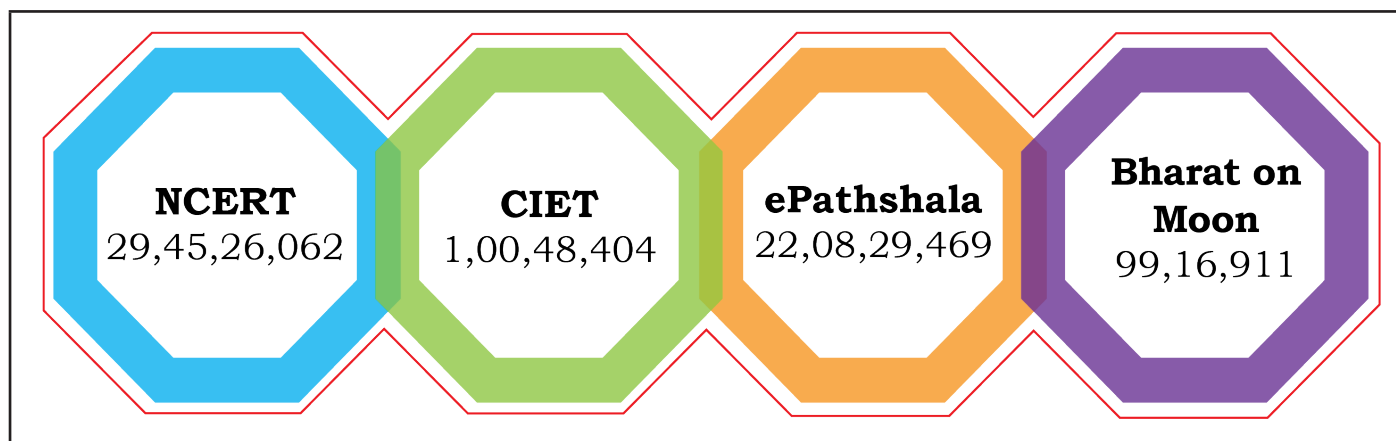 NCERT
29,45,26,062
CIET
1,00,48,404
ePathshala
22,08,29,469
Bharat on
Moon
99,16,911